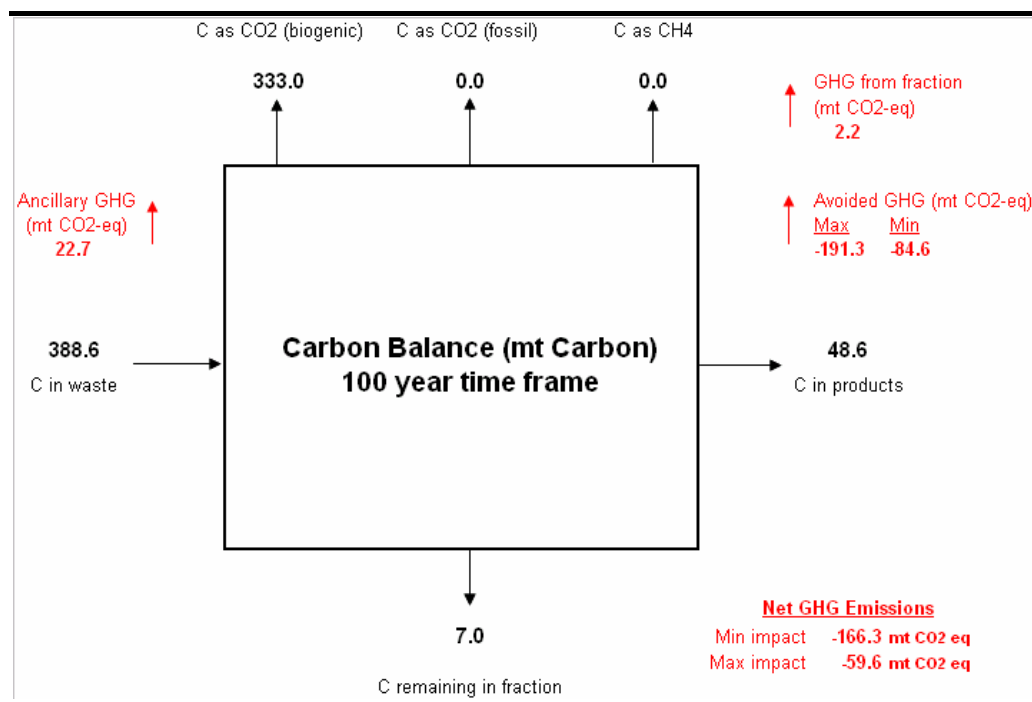 C as CO2 (biogenic) C as CO2 (fossil) C as CH4
333.0 0.0 0.0
GHG from fraction
(mt CO2-eq)
2.2
Ancillary GHG
(mt CO2-eq)
22.7
Avoided GHG (mt CO2-eq)
Max Min
-191.3 -84.6
388.6
C in waste
Carbon Balance (mt Carbon)
100 year time frame
48.6
C in products
7.0
C remaining in fraction
Net GHG Emissions
Min impact -166.3 mt CO2 eq
Max impact -59.6 mt CO2 eq